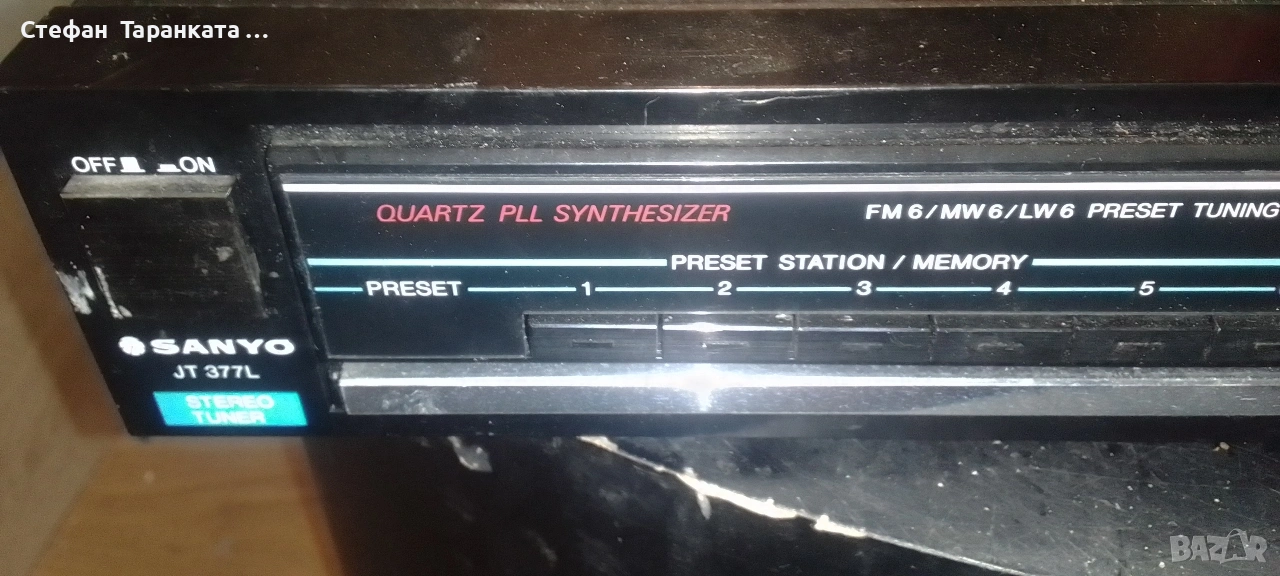 Стефан Таранката ...
OFF ON
QUARTZ PLL SYNTHESIZER
FM 6 / MW 6 / LW 6 PRESET TUNING
PRESET STATION / MEMORY
PRESET 1 2 3 4 5
SANYO
JT 377L
STEREO
TUNER
BAZAR